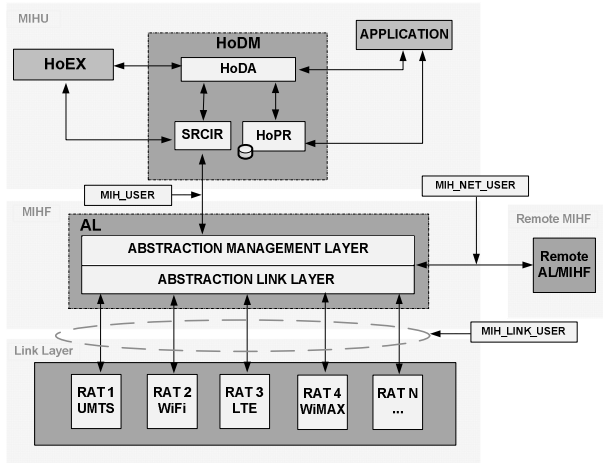 MIHU
HoDM
APPLICATION
HoEX
HoDA
SRCIR
HoPR
MIH_USER
MIH_NET_USER
MIHF
Remote MIHF
AL
ABSTRACTION MANAGEMENT LAYER
ABSTRACTION LINK LAYER
Remote
AL/MIHF
MIH_LINK_USER
Link Layer
RAT 1
UMTS
RAT 2
WiFi
RAT 3
LTE
RAT 4
WiMAX
RAT N
...